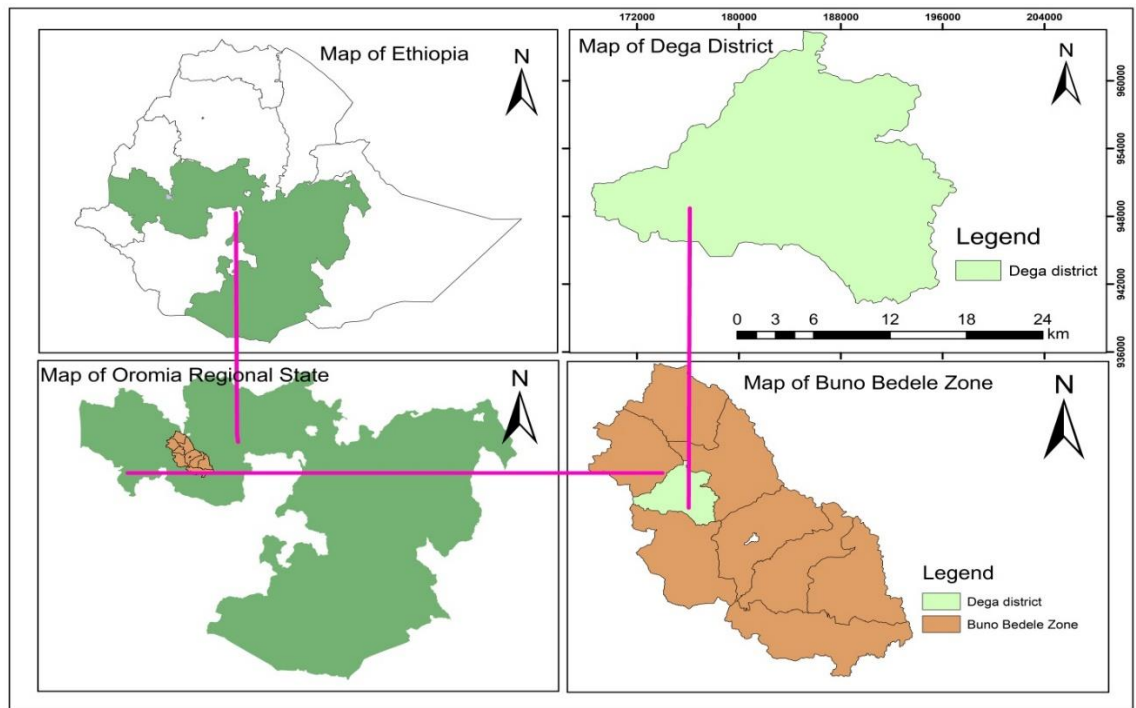 172000 180000 188000 196000 204000
Map of Ethiopia
N
Map of Dega District
N
960000
954000
948000
942000
936000
Legend
Dega district
0 3 6 12 18 24
km
Map of Oromia Regional State
N
Map of Buno Bedele Zone
N
Legend
Dega district
Buno Bedele Zone